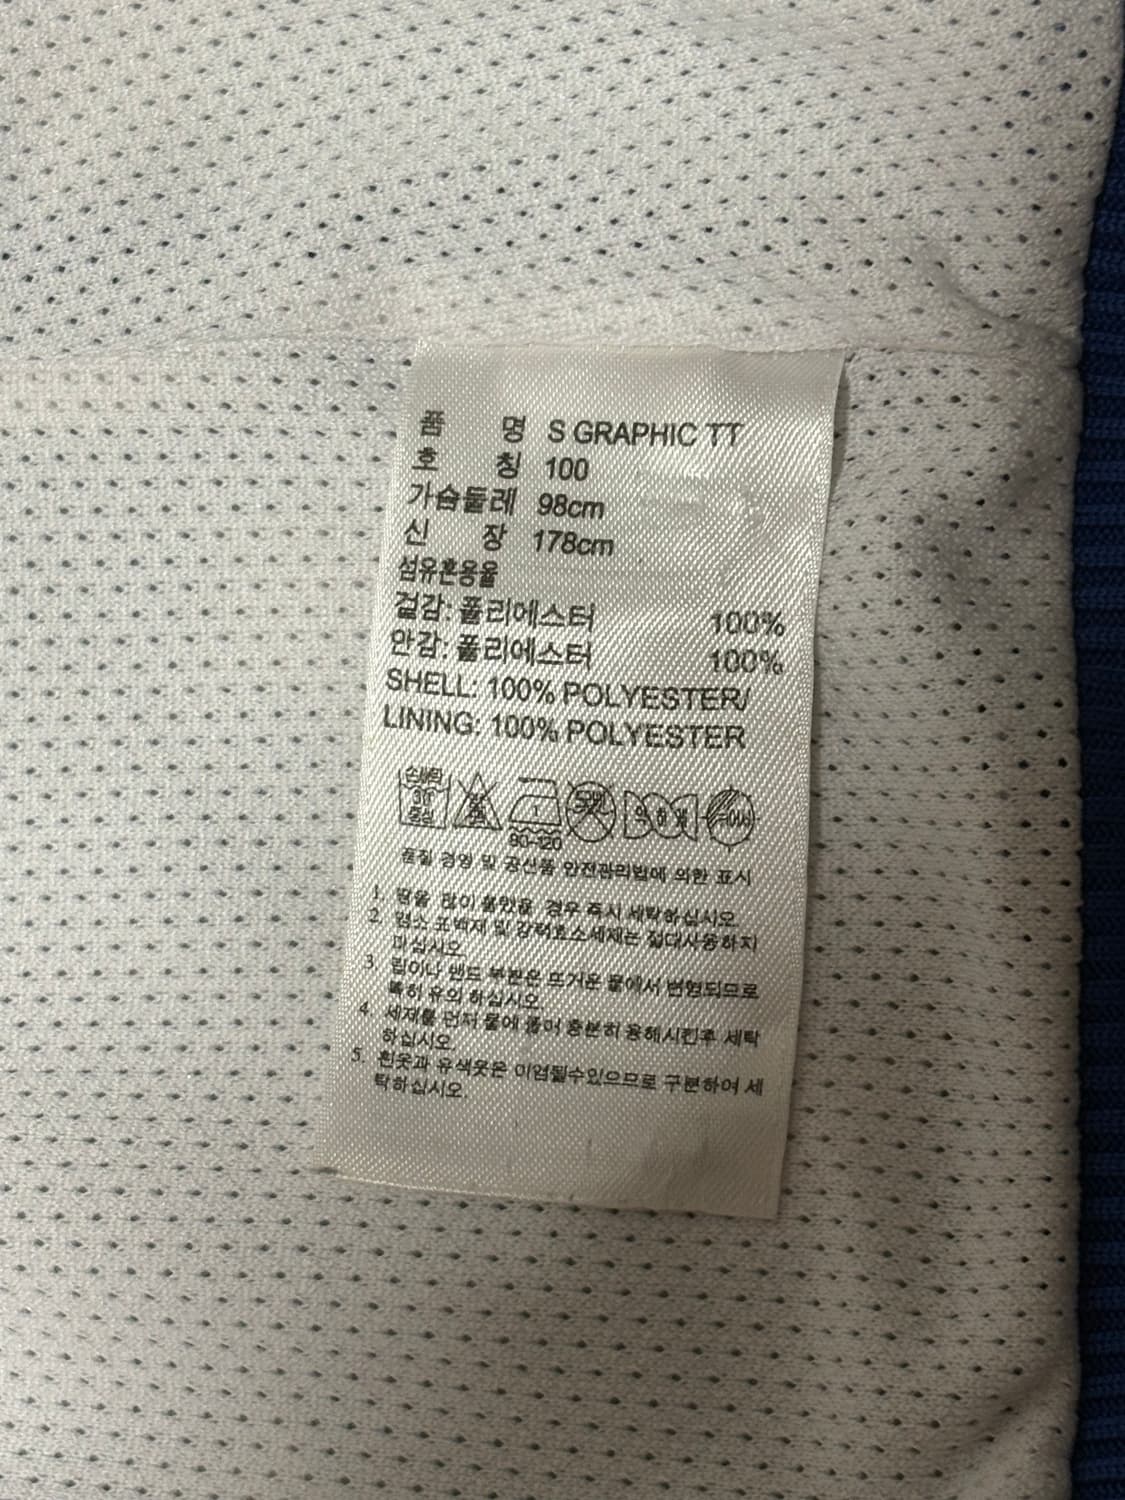 품 명 S GRAPHIC TT
호 칭 100
가슴둘레 98cm
신 장 178cm
섬유혼용율
겉감: 폴리에스터 100%
안감: 폴리에스터 100%
SHELL: 100% POLYESTER/
LINING: 100% POLYESTER
손세탁
30°
중성
80~120
품질 경영 및 공산품 안전관리법에 의한 표시
1. 땀을 많이 흘렸을 경우 즉시 세탁하십시오.
2. 염소 표백제 및 강력효소세제는 절대사용하지
마십시오.
3. 립이나 밴드 부분은 뜨거운 물에서 변형되므로
특히 유의 하십시오.
4. 세제를 먼저 물에 풀어 충분히 용해시킨후 세탁
하십시오.
5. 흰옷과 유색옷은 이염될수있으므로 구분하여 세
탁하십시오.